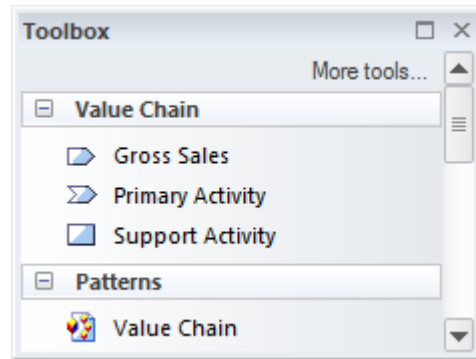 Toolbox
More tools...
Value Chain
Gross Sales
Primary Activity
Support Activity
Patterns
Value Chain